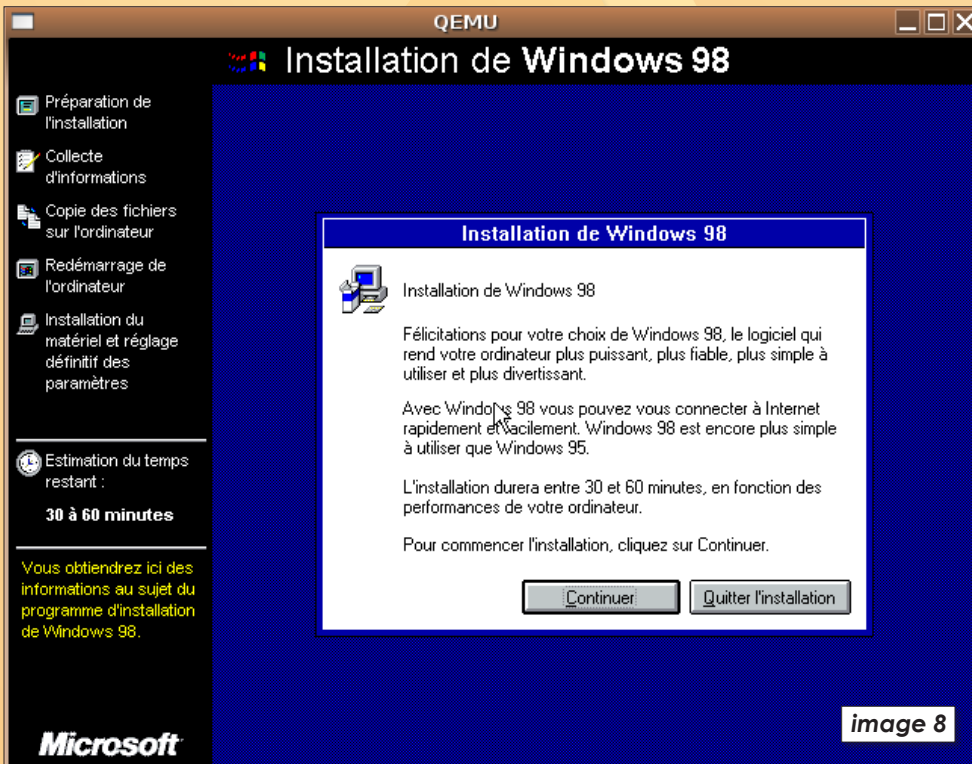 QEMU
Installation de Windows 98
Préparation de
l'installation
Collecte
d'informations
Copie des fichiers
sur l'ordinateur
Redémarrage de
l'ordinateur
Installation du
matériel et réglage
définitif des
paramètres
Estimation du temps
restant :
30 à 60 minutes
Vous obtiendrez ici des
informations au sujet du
programme d'installation
de Windows 98.
Microsoft
Installation de Windows 98
Installation de Windows 98
Félicitations pour votre choix de Windows 98, le logiciel qui
rend votre ordinateur plus puissant, plus fiable, plus simple à
utiliser et plus divertissant.
Avec Windows 98 vous pouvez vous connecter à Internet
rapidement et facilement. Windows 98 est encore plus simple
à utiliser que Windows 95.
L'installation durera entre 30 et 60 minutes, en fonction des
performances de votre ordinateur.
Pour commencer l'installation, cliquez sur Continuer.
Continuer
Quitter l'installation
image 8